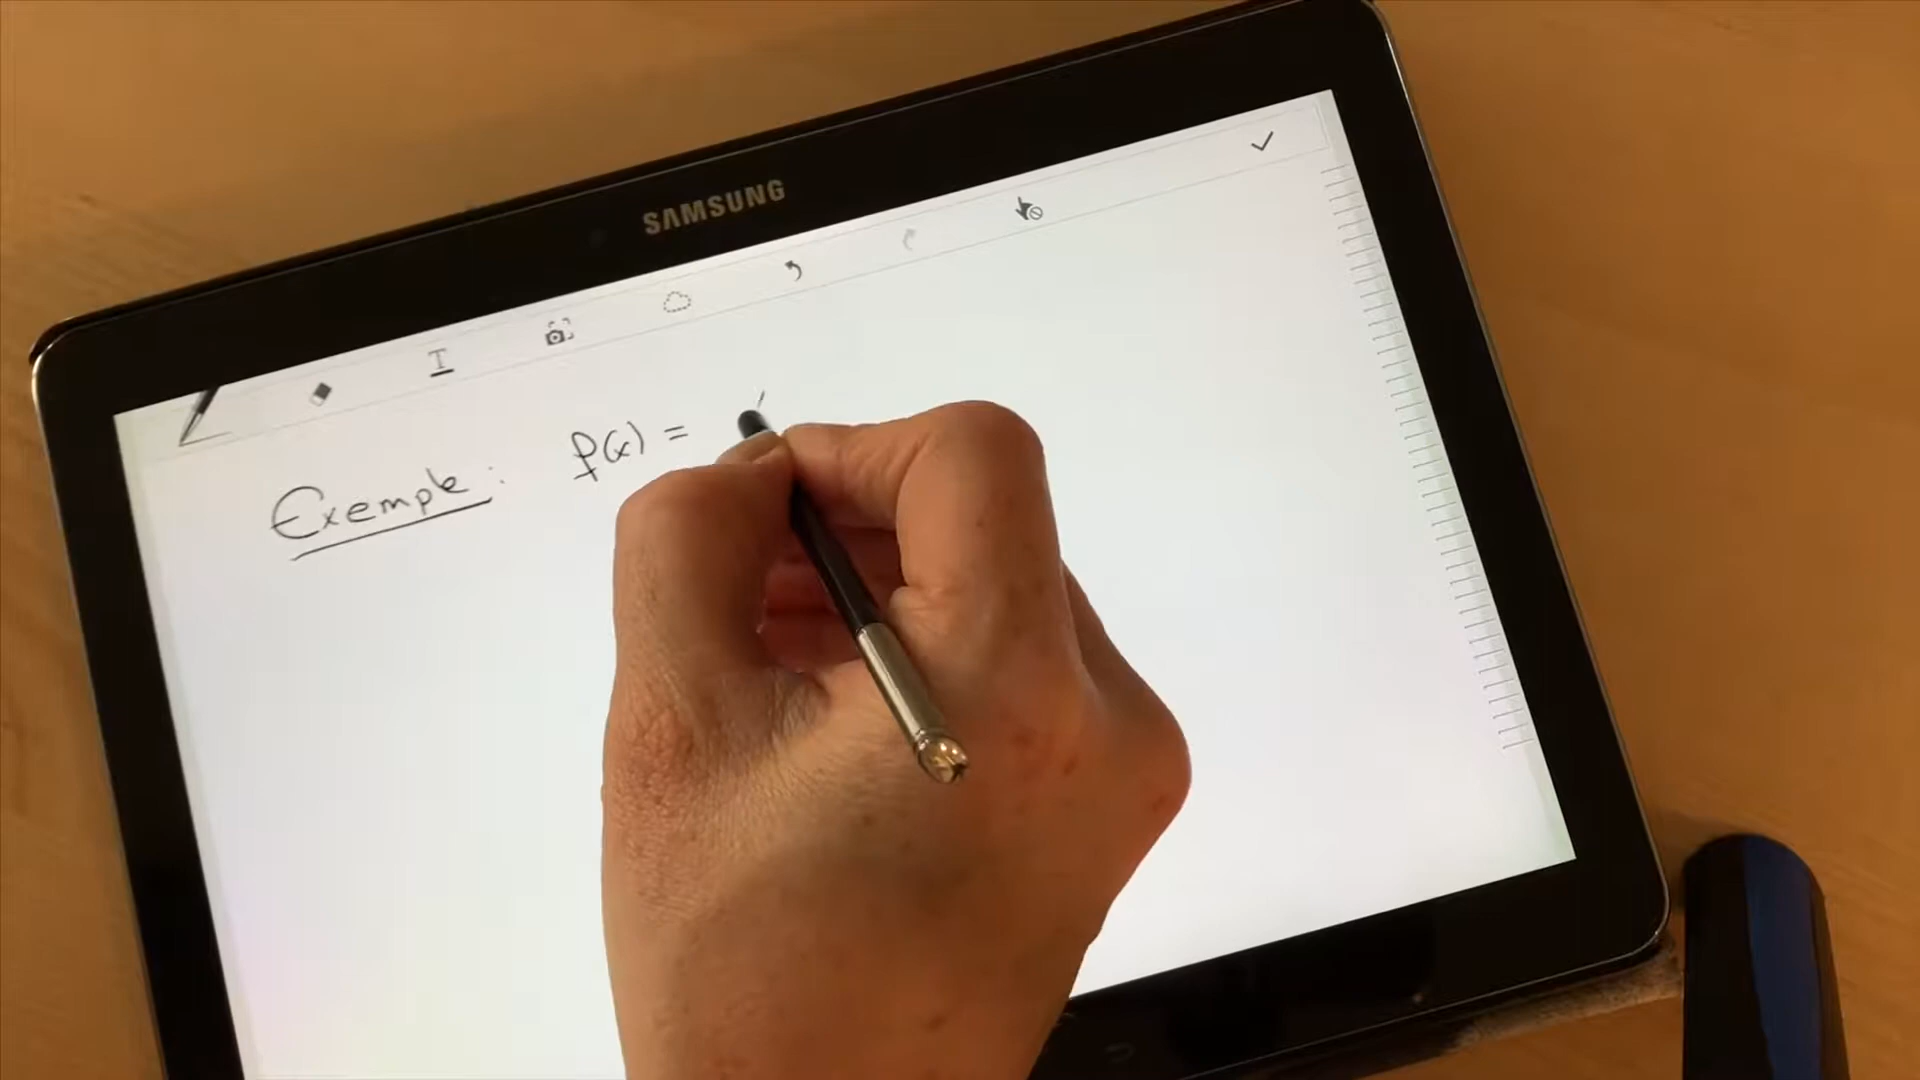 SAMSUNG
T
Exemple : f(x) =